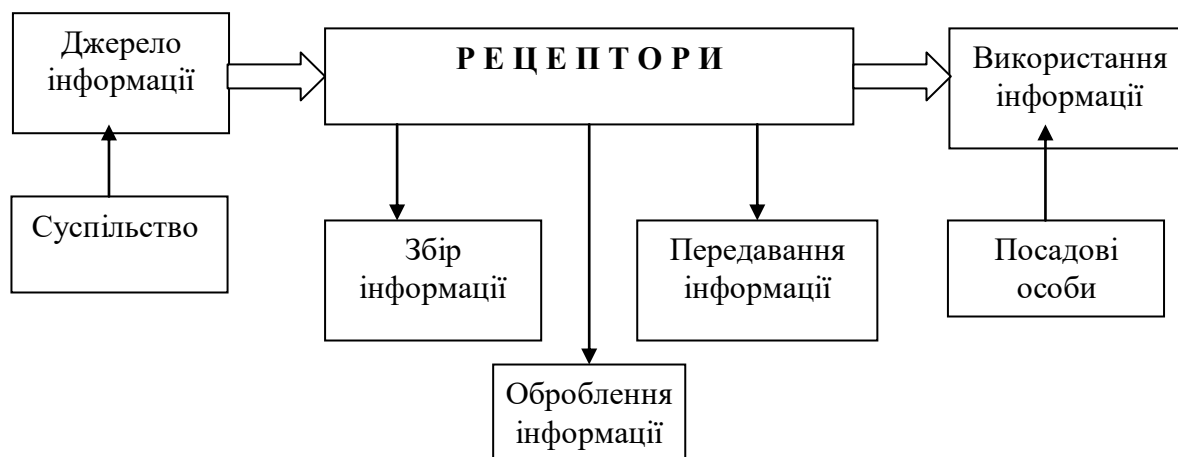 Джерело
інформації
Р Е Ц Е П Т О Р И
Використання
інформації
Суспільство
Збір
інформації
Передавання
інформації
Посадові
особи
Оброблення
інформації